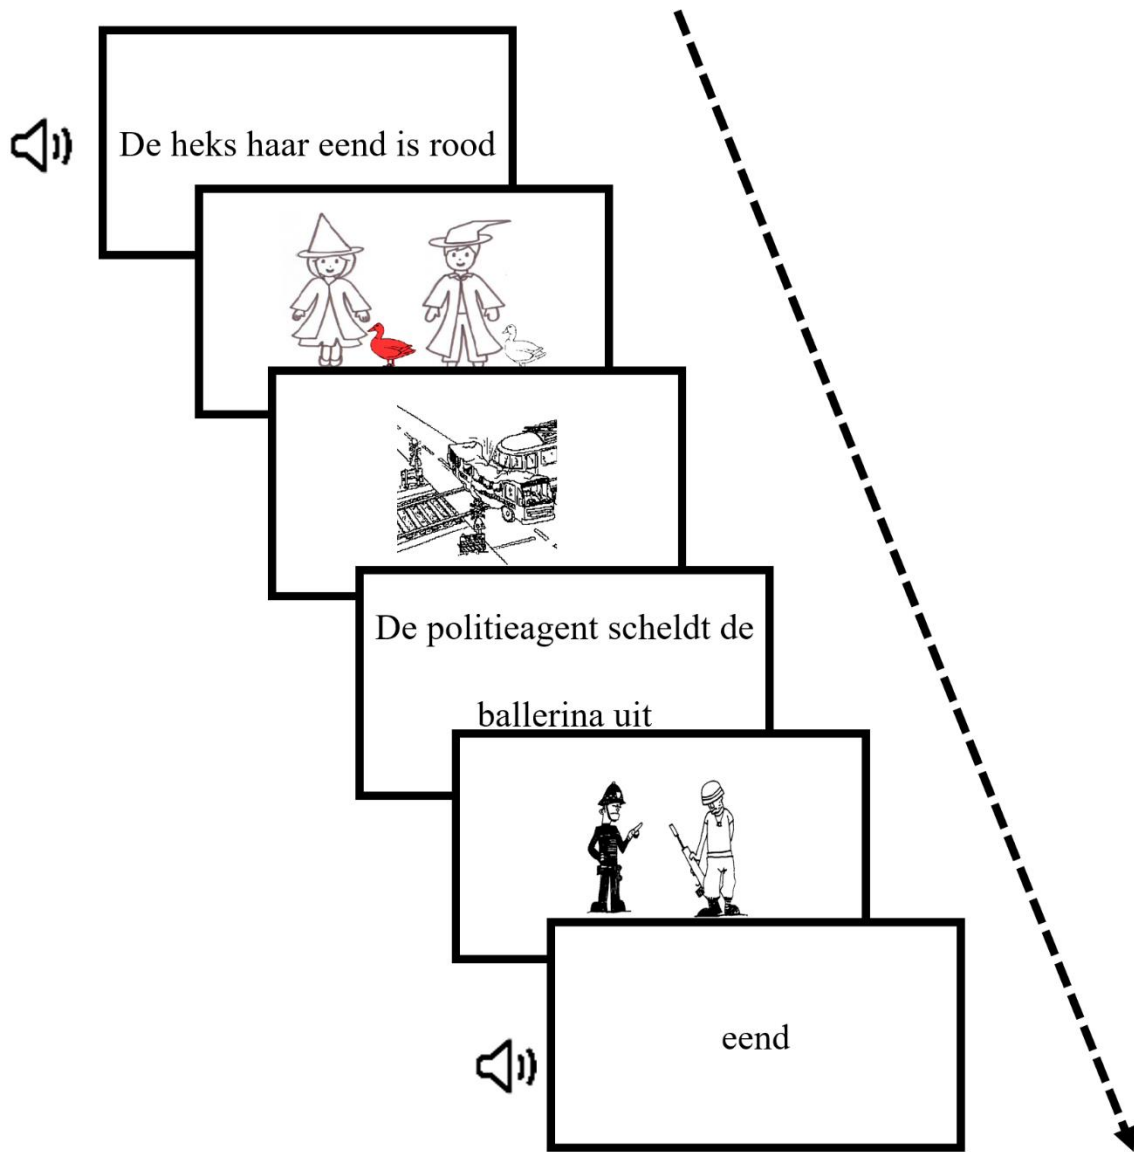 De heks haar eend is rood
De politieagent scheldt de
ballerina uit
eend